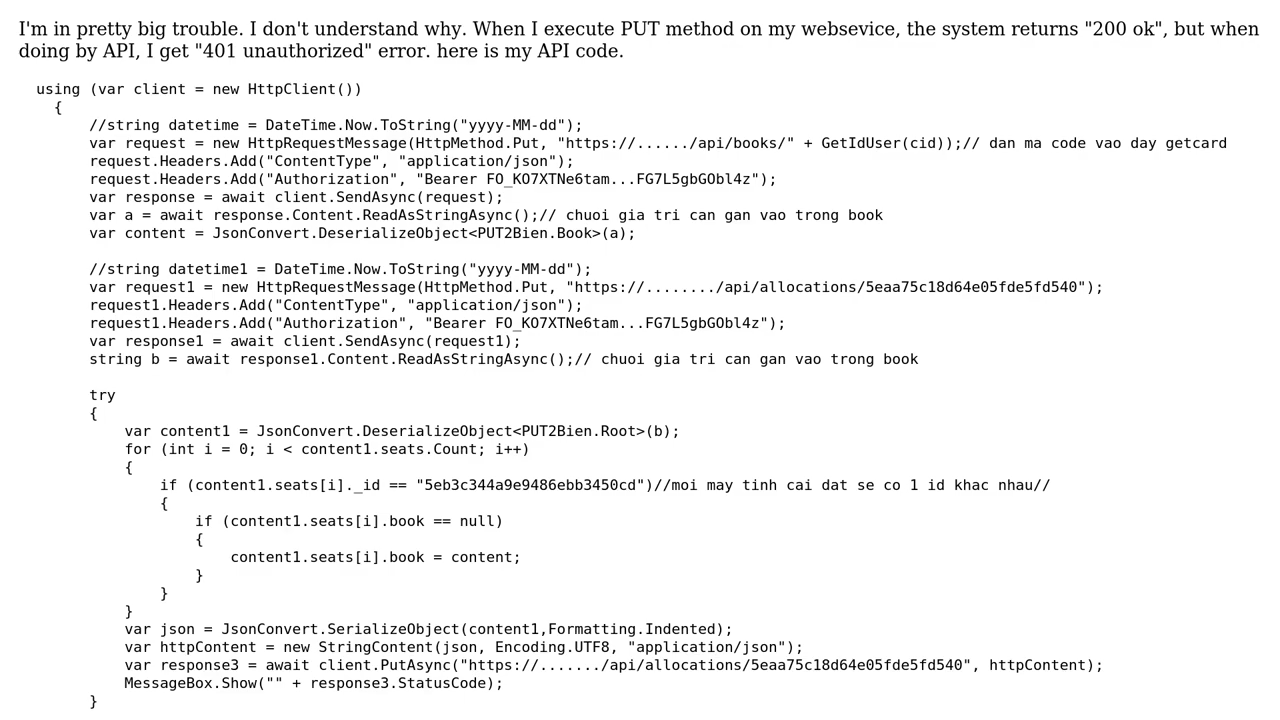 I'm in pretty big trouble. I don't understand why. When I execute PUT method on my websevice, the system returns "200 ok", but when
doing by API, I get "401 unauthorized" error. here is my API code.
using (var client = new HttpClient())
{
//string datetime = DateTime.Now.ToString("yyyy-MM-dd");
var request = new HttpRequestMessage(HttpMethod.Put, "https://....../api/books/" + GetIdUser(cid));// dan ma code vao day getcard
request.Headers.Add("ContentType", "application/json");
request.Headers.Add("Authorization", "Bearer FO_KO7XTNe6tam...FG7L5gbGObl4z");
var response = await client.SendAsync(request);
var a = await response.Content.ReadAsStringAsync();// chuoi gia tri can gan vao trong book
var content = JsonConvert.DeserializeObject<PUT2Bien.Book>(a);
//string datetime1 = DateTime.Now.ToString("yyyy-MM-dd");
var request1 = new HttpRequestMessage(HttpMethod.Put, "https://......../api/allocations/5eaa75c18d64e05fde5fd540");
request1.Headers.Add("ContentType", "application/json");
request1.Headers.Add("Authorization", "Bearer FO_KO7XTNe6tam...FG7L5gbGObl4z");
var response1 = await client.SendAsync(request1);
string b = await response1.Content.ReadAsStringAsync();// chuoi gia tri can gan vao trong book
try
{
var content1 = JsonConvert.DeserializeObject<PUT2Bien.Root>(b);
for (int i = 0; i < content1.seats.Count; i++)
{
if (content1.seats[i]._id == "5eb3c344a9e9486ebb3450cd")//moi may tinh cai dat se co 1 id khac nhau//
{
if (content1.seats[i].book == null)
{
content1.seats[i].book = content;
}
}
}
var json = JsonConvert.SerializeObject(content1,Formatting.Indented);
var httpContent = new StringContent(json, Encoding.UTF8, "application/json");
var response3 = await client.PutAsync("https://......./api/allocations/5eaa75c18d64e05fde5fd540", httpContent);
MessageBox.Show("" + response3.StatusCode);
}